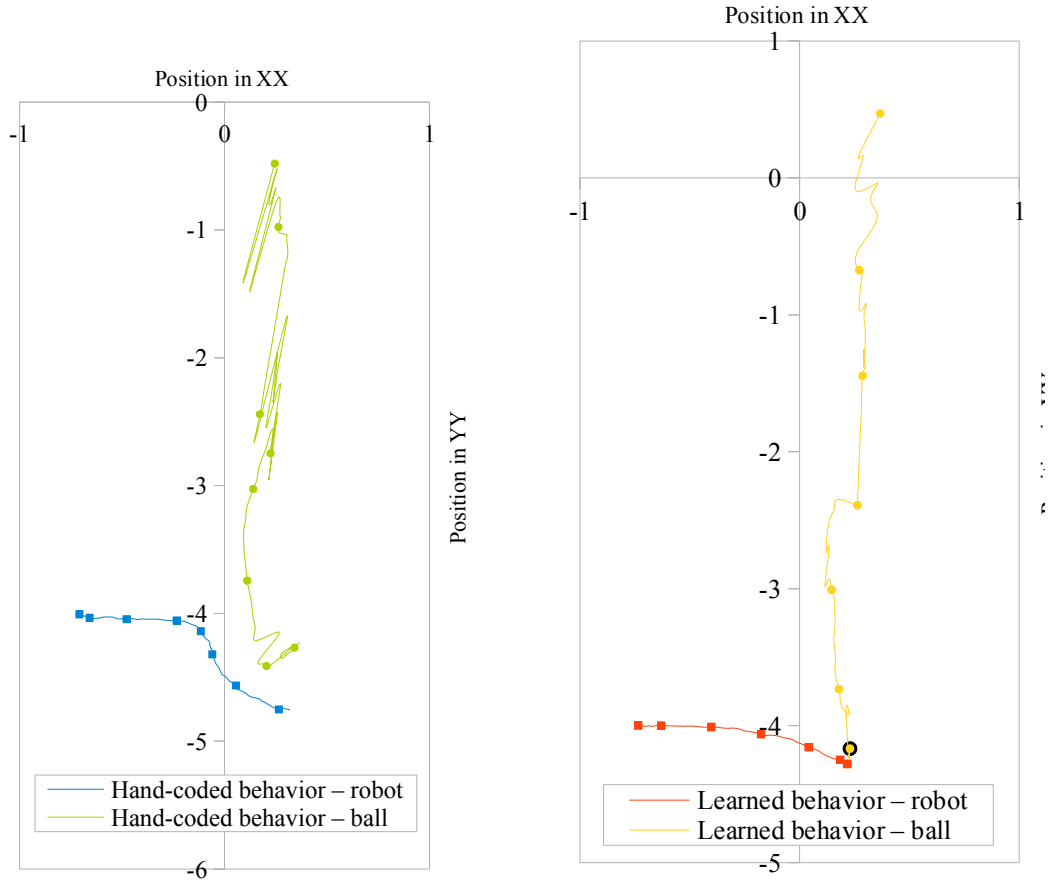 Position in XX
0
-1
0
1
-1
-2
-3
-4
-5
-6
Position in YY
Hand-coded behavior – robot
Hand-coded behavior – ball
Position in XX
1
0
-1
0
1
-1
-2
-3
-4
-5
Learned behavior – robot
Learned behavior – ball